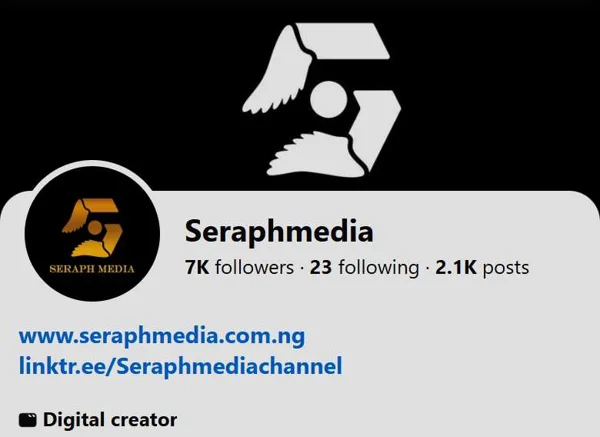 SERAPH MEDIA
Seraphmedia
7K followers · 23 following · 2.1K posts
www.seraphmedia.com.ng
linktr.ee/Seraphmediachannel
Digital creator